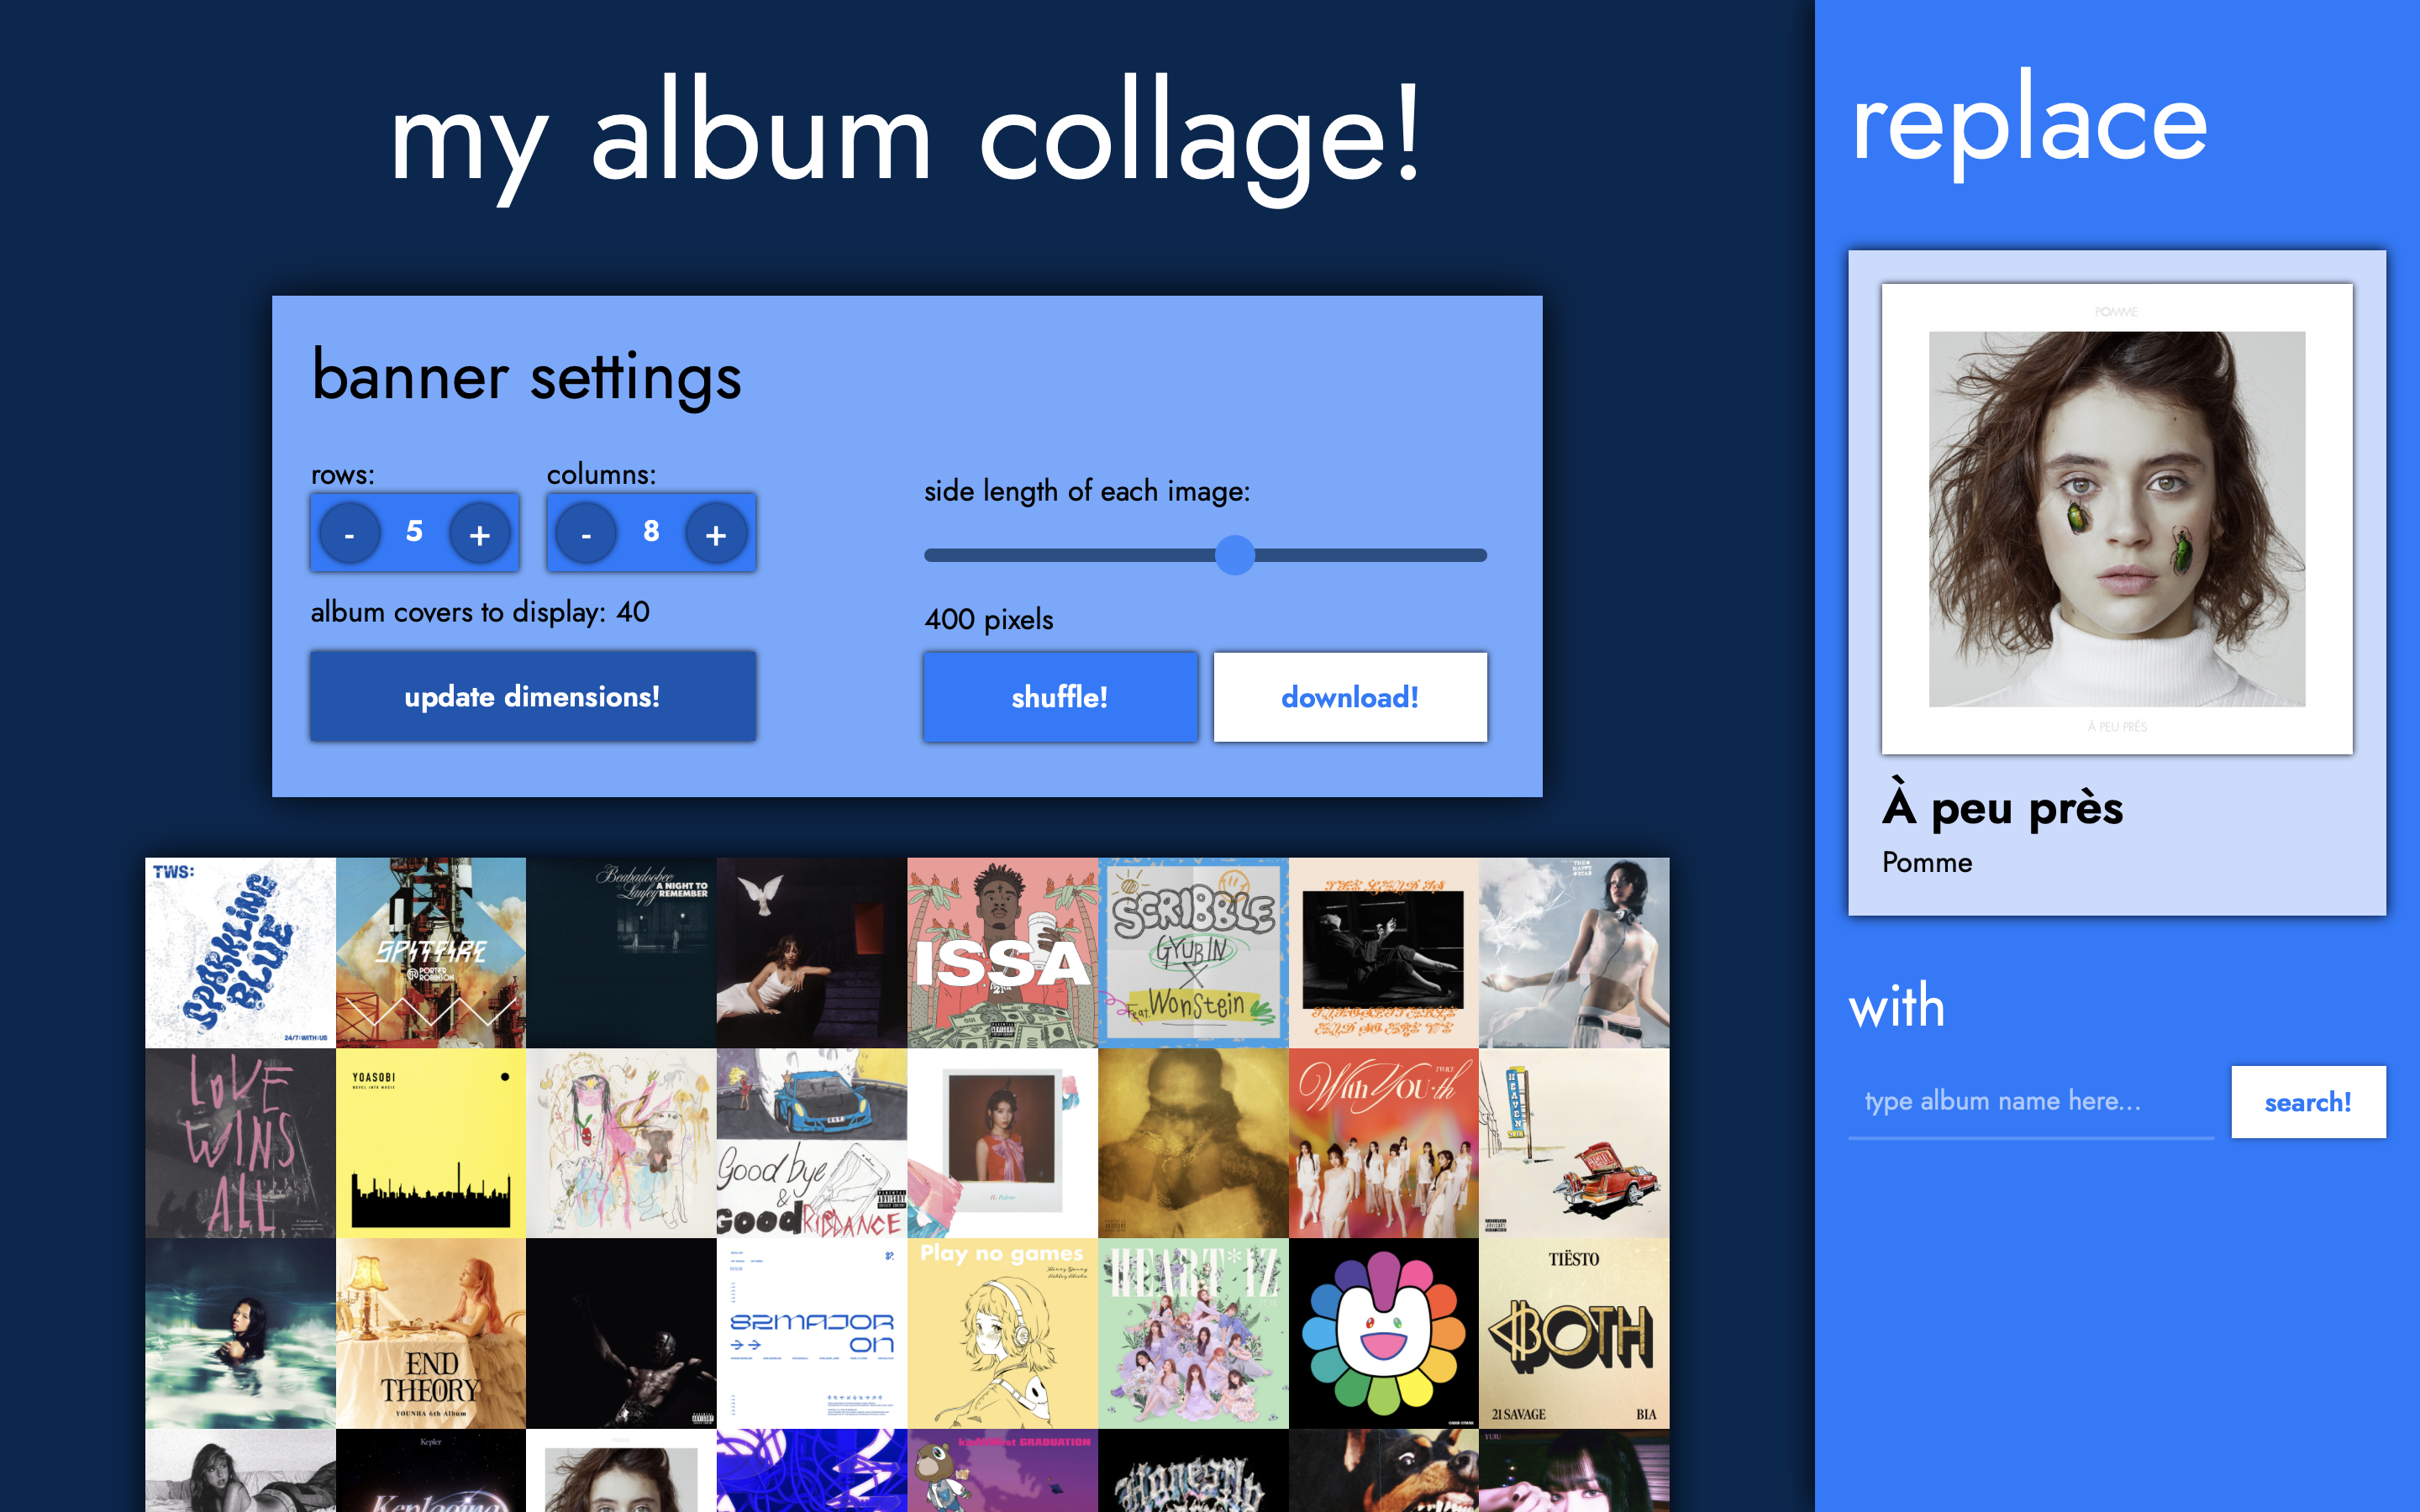 my album collage!
replace
banner settings
rows:
columns:
- 5 +
- 8 +
album covers to display: 40
update dimensions!
side length of each image:
400 pixels
shuffle!
download!
POMME
À PEU PRÈS
À peu près
Pomme
with
type album name here...
search!
TWS:
SPARKLING
BLUE
24/7:WITH:US
SPITFIRE
PORTER
ROBINSON
Beabadoobee
Laufey
A NIGHT TO
REMEMBER
ISSA
SCRIBBLE
GYUBIN
X
Feat. Wonstein
LOVE
WINS
ALL
YOASOBI
Good bye
&
Good RIDDANCE
With YOU-th
TWICE
HEAVEN
END
THEORY
YOUNHA 6th Album
82MAJOR
ON
Play no games
HEART*IZ
TIËSTO
BOTH
21 SAVAGE
BIA
Kep1er
GRADUATION
YUJU